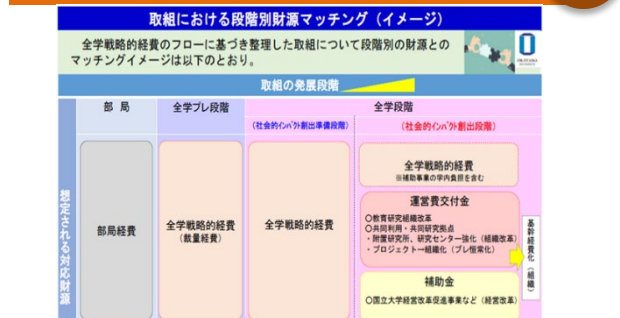 取組における段階別財源マッチング（イメージ）
全学戦略的経費のフローに基づき整理した取組について段階別の財源との
マッチングイメージは以下のとおり。
取組の発展段階
部 局
全学プレ段階
全学段階
（社会的インパクト創出準備段階）
（社会的インパクト創出段階）
想定される対応財源
部局経費
全学戦略的経費
（裁量経費）
全学戦略的経費
全学戦略的経費
※補助事業の学内負担を含む
運営費交付金
〇教育研究組織改革
〇共同利用・共同研究拠点
・附置研究所、研究センター強化（組織改革）
・プロジェクト→組織化（プレ恒常化）
基幹経費化（組織）
補助金
〇国立大学経営改革促進事業など（経営改革）